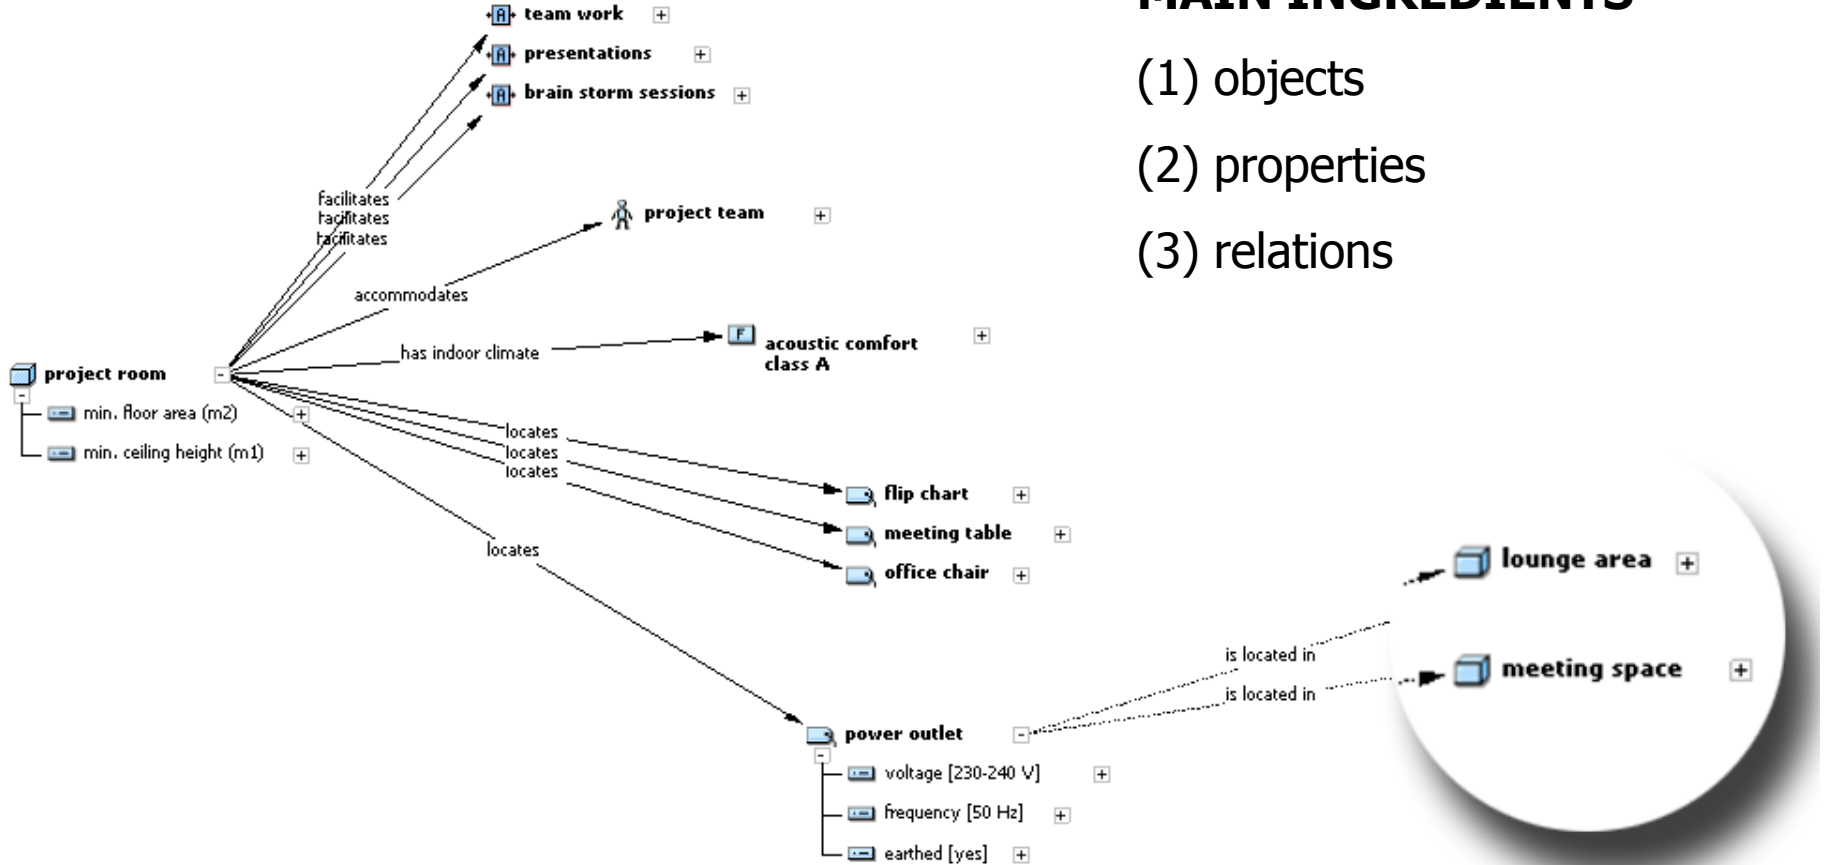 MAIN INGREDIENTS
(1) objects
(2) properties
(3) relations
team work
presentations
brain storm sessions
facilitates
facilitates
facilitates
project team
accommodates
has indoor climate
F
acoustic comfort
class A
project room
min. floor area (m2)
min. ceiling height (m1)
locates
locates
locates
flip chart
meeting table
office chair
locates
lounge area
is located in
meeting space
is located in
power outlet
voltage [230-240 V]
frequency [50 Hz]
earthed [yes]